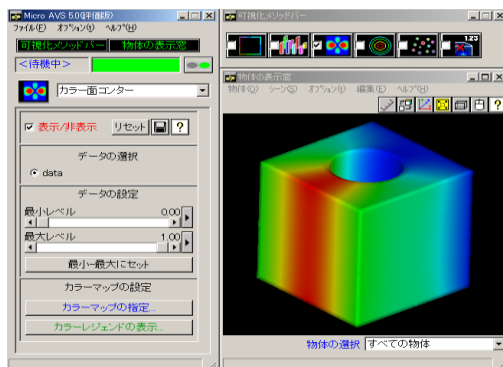 Micro AVS 5.0(平価版)
ファイル(F) オプション(t) ヘルプ(H)
可視化メソッドバー 物体の表示窓
<待機中>
カラー面コンター
表示/非表示 リセット ?
データの選択
data
データの設定
最小レベル 0.00
最大レベル 1.00
最小-最大にセット
カラーマップの設定
カラーマップの指定...
カラーレジェンドの表示...
可視化メソッドバー
1.23
物体の表示窓
物体(O) シーン(S) オプション(t) 編集(E) ヘルプ(H)
?
物体の選択 すべての物体